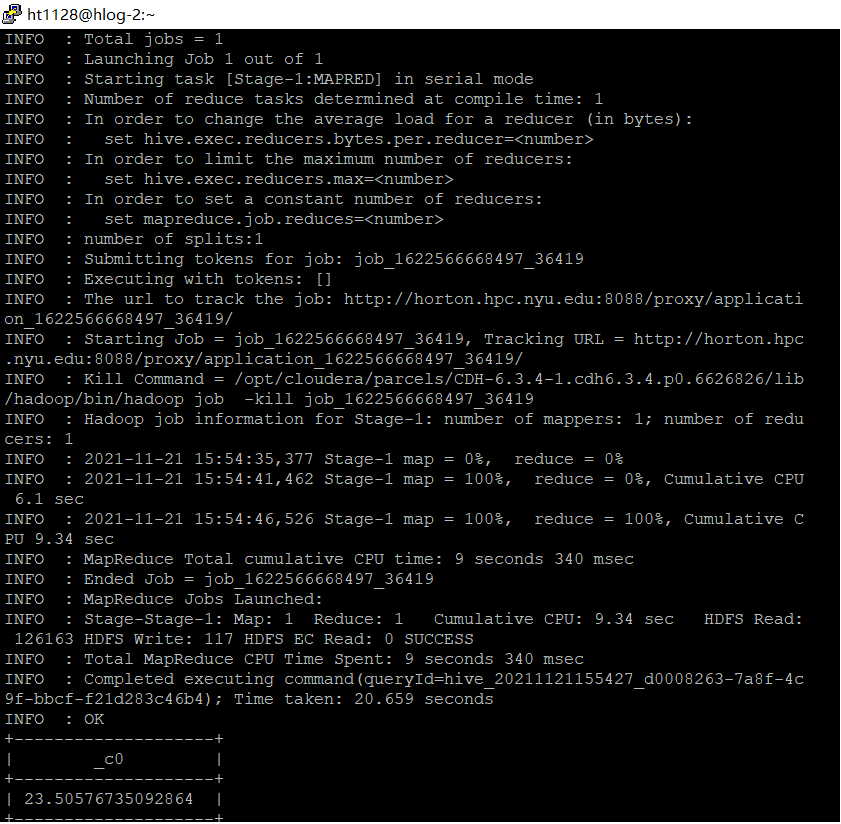 ht1128@hlog-2:~
INFO  : Total jobs = 1
INFO  : Launching Job 1 out of 1
INFO  : Starting task [Stage-1:MAPRED] in serial mode
INFO  : Number of reduce tasks determined at compile time: 1
INFO  : In order to change the average load for a reducer (in bytes):
INFO  :   set hive.exec.reducers.bytes.per.reducer=<number>
INFO  : In order to limit the maximum number of reducers:
INFO  :   set hive.exec.reducers.max=<number>
INFO  : In order to set a constant number of reducers:
INFO  :   set mapreduce.job.reduces=<number>
INFO  : number of splits:1
INFO  : Submitting tokens for job: job_1622566668497_36419
INFO  : Executing with tokens: []
INFO  : The url to track the job: http://horton.hpc.nyu.edu:8088/proxy/applicati
on_1622566668497_36419/
INFO  : Starting Job = job_1622566668497_36419, Tracking URL = http://horton.hpc
.nyu.edu:8088/proxy/application_1622566668497_36419/
INFO  : Kill Command = /opt/cloudera/parcels/CDH-6.3.4-1.cdh6.3.4.p0.6626826/lib
/hadoop/bin/hadoop job  -kill job_1622566668497_36419
INFO  : Hadoop job information for Stage-1: number of mappers: 1; number of redu
cers: 1
INFO  : 2021-11-21 15:54:35,377 Stage-1 map = 0%,  reduce = 0%
INFO  : 2021-11-21 15:54:41,462 Stage-1 map = 100%,  reduce = 0%, Cumulative CPU
 6.1 sec
INFO  : 2021-11-21 15:54:46,526 Stage-1 map = 100%,  reduce = 100%, Cumulative C
PU 9.34 sec
INFO  : MapReduce Total cumulative CPU time: 9 seconds 340 msec
INFO  : Ended Job = job_1622566668497_36419
INFO  : MapReduce Jobs Launched:
INFO  : Stage-Stage-1: Map: 1  Reduce: 1   Cumulative CPU: 9.34 sec   HDFS Read:
 126163 HDFS Write: 117 HDFS EC Read: 0 SUCCESS
INFO  : Total MapReduce CPU Time Spent: 9 seconds 340 msec
INFO  : Completed executing command(queryId=hive_20211121155427_d0008263-7a8f-4c
9f-bbcf-f21d283c46b4); Time taken: 20.659 seconds
INFO  : OK
+--------------------+
|        _c0         |
+--------------------+
| 23.50576735092864  |
+--------------------+